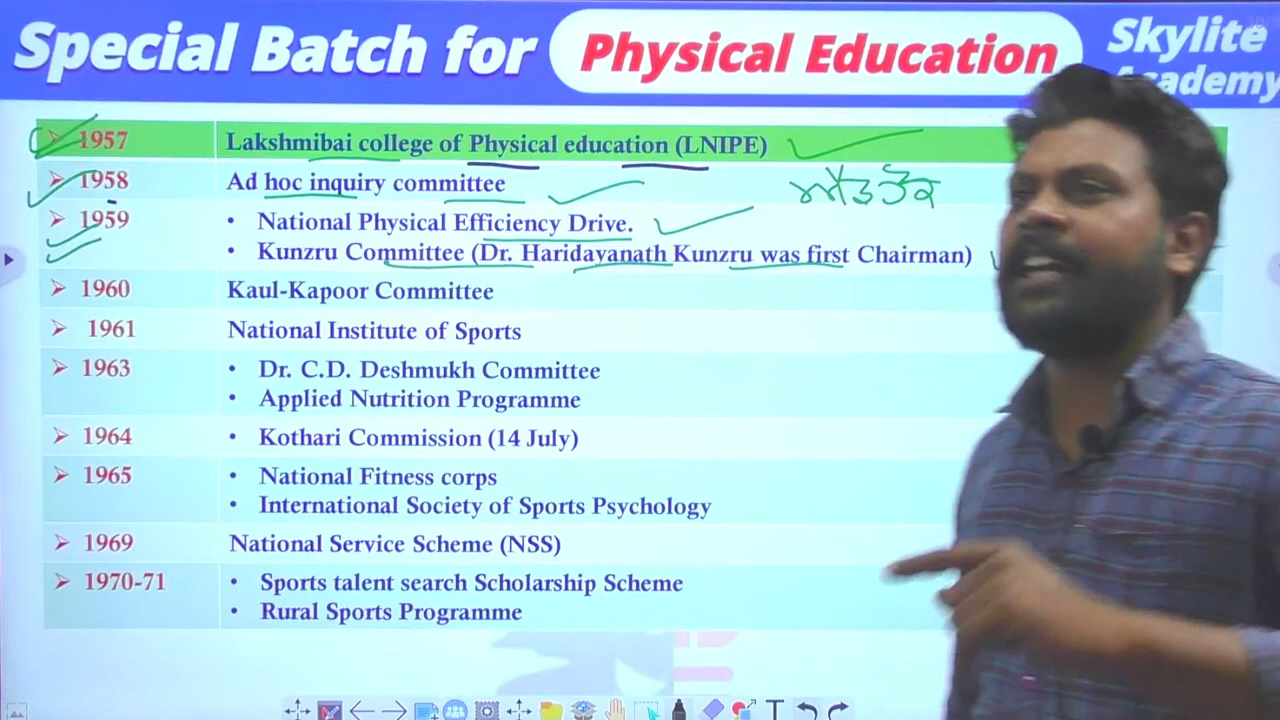 Special Batch for Physical Education Skylite
Academy
1957 Lakshmibai college of Physical education (LNIPE)
1958 Ad hoc inquiry committee
1959 • National Physical Efficiency Drive.
• Kunzru Committee (Dr. Haridayanath Kunzru was first Chairman)
1960 Kaul-Kapoor Committee
1961 National Institute of Sports
1963 • Dr. C.D. Deshmukh Committee
• Applied Nutrition Programme
1964 • Kothari Commission (14 July)
1965 • National Fitness corps
• International Society of Sports Psychology
1969 National Service Scheme (NSS)
1970-71 • Sports talent search Scholarship Scheme
• Rural Sports Programme